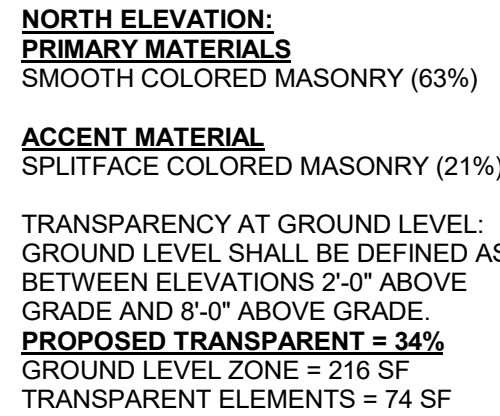 NORTH ELEVATION:
PRIMARY MATERIALS
SMOOTH COLORED MASONRY (63%)
ACCENT MATERIAL
SPLITFACE COLORED MASONRY (21%)
TRANSPARENCY AT GROUND LEVEL:
GROUND LEVEL SHALL BE DEFINED AS
BETWEEN ELEVATIONS 2'-0" ABOVE
GRADE AND 8'-0" ABOVE GRADE.
PROPOSED TRANSPARENT = 34%
GROUND LEVEL ZONE = 216 SF
TRANSPARENT ELEMENTS = 74 SF